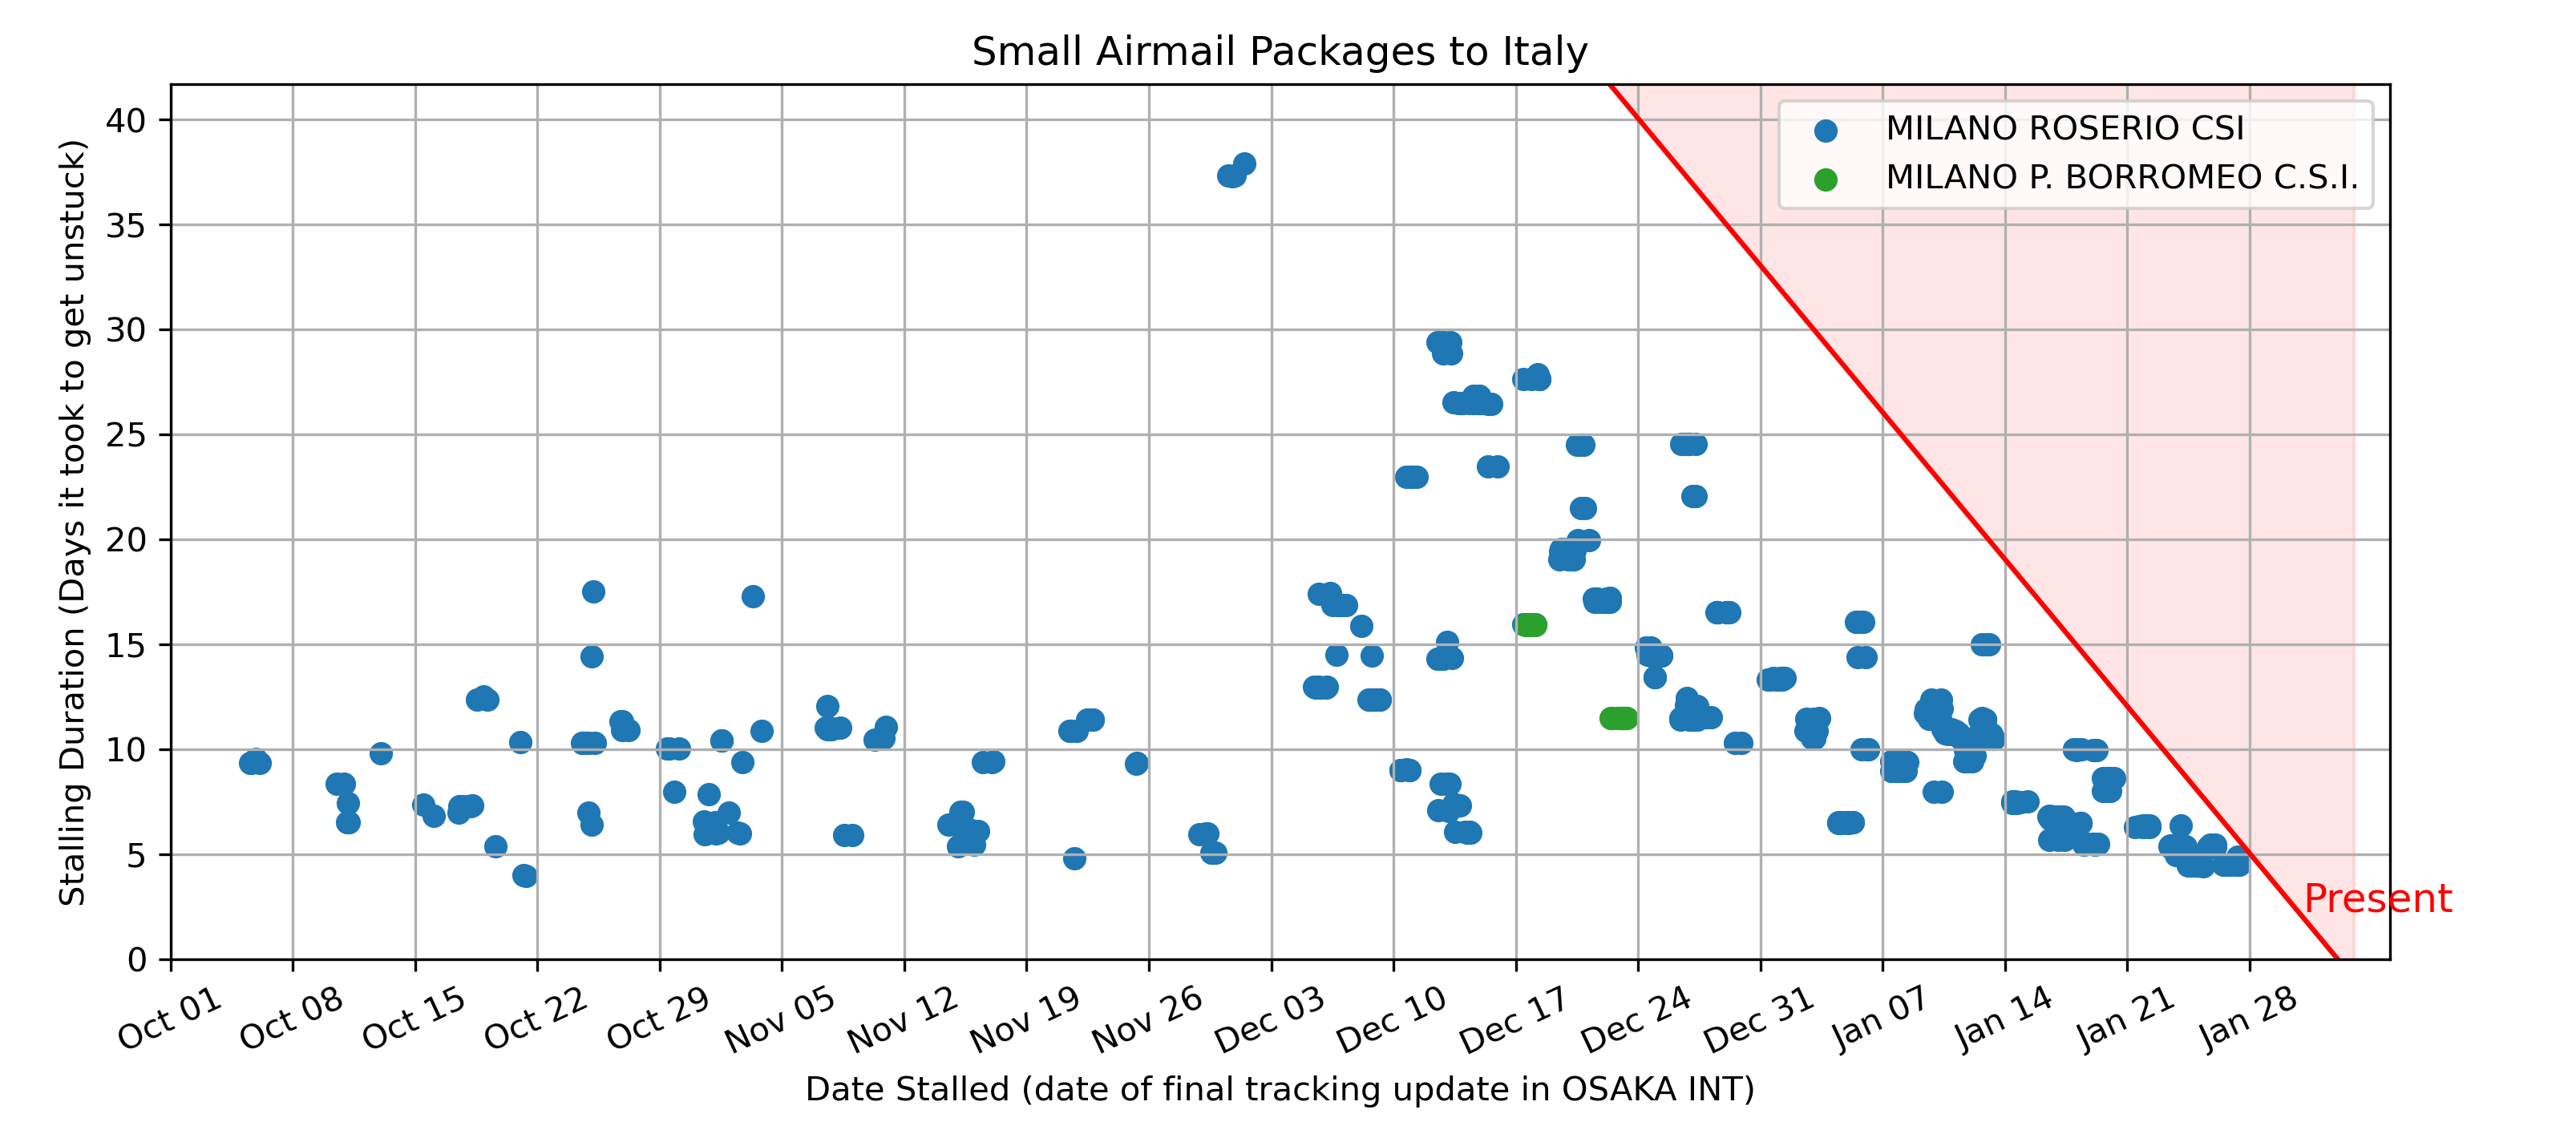 Small Airmail Packages to Italy
MILANO ROSERIO CSI
MILANO P. BORROMEO C.S.I.
Stalling Duration (Days it took to get unstuck)
40
35
30
25
20
15
10
5
0
Present
Oct 01
Oct 08
Oct 15
Oct 22
Oct 29
Nov 05
Nov 12
Nov 19
Nov 26
Dec 03
Dec 10
Dec 17
Dec 24
Dec 31
Jan 07
Jan 14
Jan 21
Jan 28
Date Stalled (date of final tracking update in OSAKA INT)